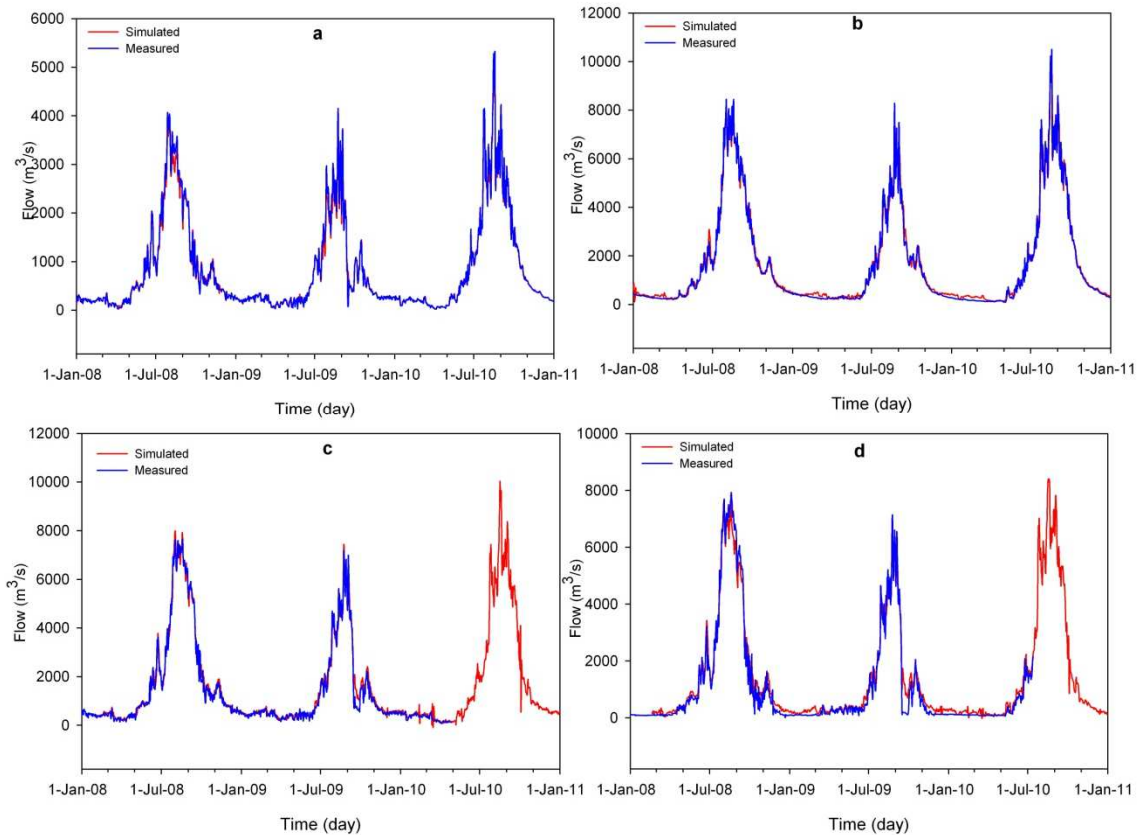 a
Simulated
Measured
Flow (m³/s)
6000
5000
4000
3000
2000
1000
0
1-Jan-08 1-Jul-08 1-Jan-09 1-Jul-09 1-Jan-10 1-Jul-10 1-Jan-11
Time (day)
b
Simulated
Measured
Flow (m³/s)
12000
10000
8000
6000
4000
2000
0
1-Jan-08 1-Jul-08 1-Jan-09 1-Jul-09 1-Jan-10 1-Jul-10 1-Jan-11
Time (day)
c
Simulated
Measured
Flow (m³/s)
12000
10000
8000
6000
4000
2000
0
1-Jan-08 1-Jul-08 1-Jan-09 1-Jul-09 1-Jan-10 1-Jul-10 1-Jan-11
Time (day)
d
Simulated
Measured
Flow (m³/s)
10000
8000
6000
4000
2000
0
1-Jan-08 1-Jul-08 1-Jan-09 1-Jul-09 1-Jan-10 1-Jul-10 1-Jan-11
Time (day)